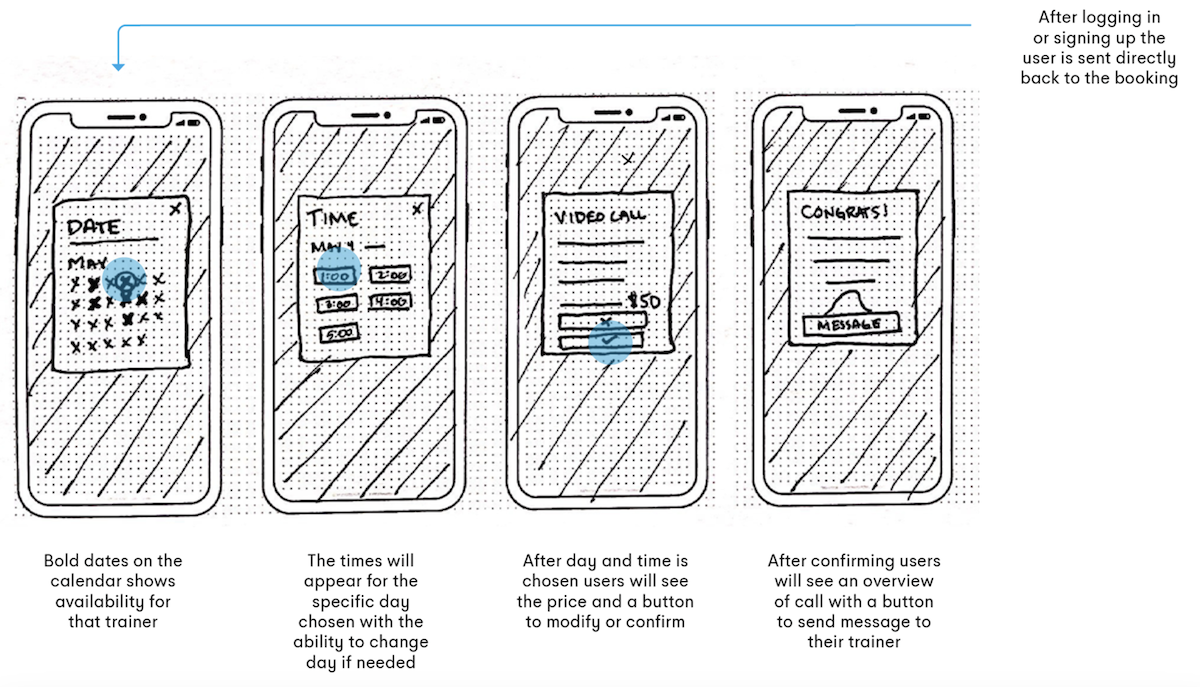 After logging in
or signing up the
user is sent directly
back to the booking
DATE
MAY
TIME
MAY 4
1:00 2:00
3:00 4:00
5:00
VIDEO CALL
$50
CONGRATS!
MESSAGE
Bold dates on the
calendar shows
availability for
that trainer
The times will
appear for the
specific day
chosen with the
ability to change
day if needed
After day and time is
chosen users will see
the price and a button
to modify or confirm
After confirming users
will see an overview
of call with a button
to send message to
their trainer